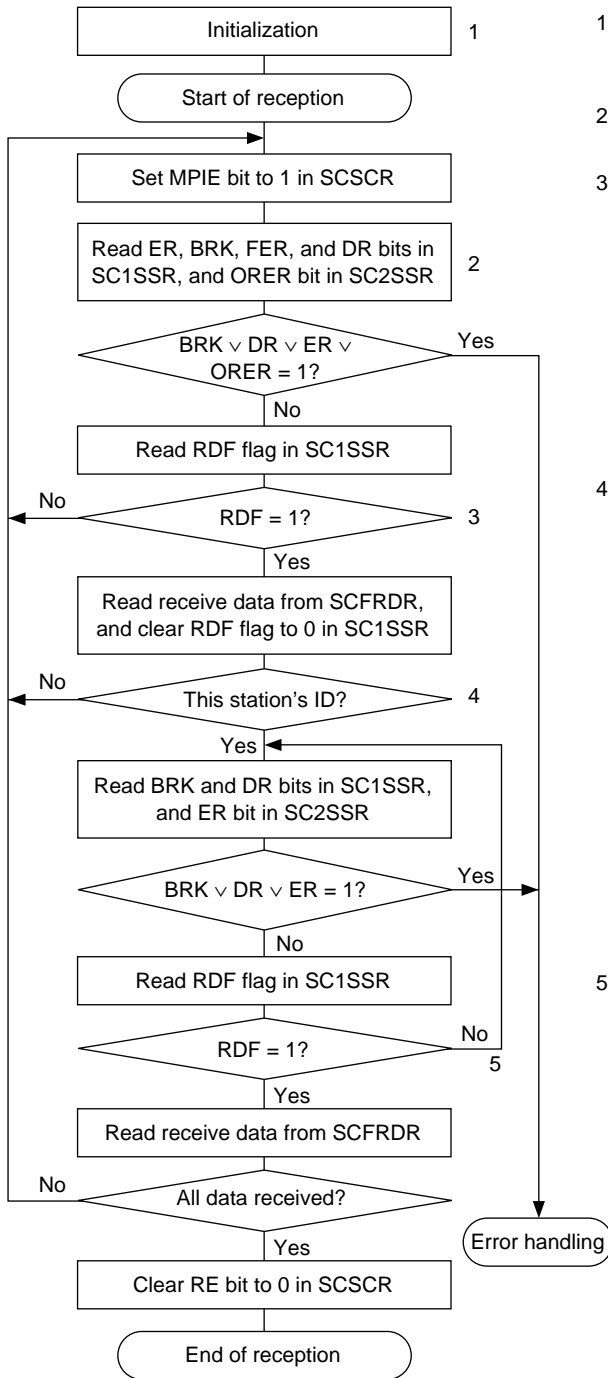 Initialization
1
1
Start of reception
2
Set MPIE bit to 1 in SCSCR
3
Read ER, BRK, FER, and DR bits in
SC1SSR, and ORER bit in SC2SSR
2
BRK ∨ DR ∨ ER ∨
ORER = 1?
Yes
No
Read RDF flag in SC1SSR
4
No
RDF = 1?
3
Yes
Read receive data from SCFRDR,
and clear RDF flag to 0 in SC1SSR
No
This station's ID?
4
Yes
Read BRK and DR bits in SC1SSR,
and ER bit in SC2SSR
BRK ∨ DR ∨ ER = 1?
Yes
No
Read RDF flag in SC1SSR
5
RDF = 1?
No
5
Yes
Read receive data from SCFRDR
No
All data received?
Yes
Error handling
Clear RE bit to 0 in SCSCR
End of reception